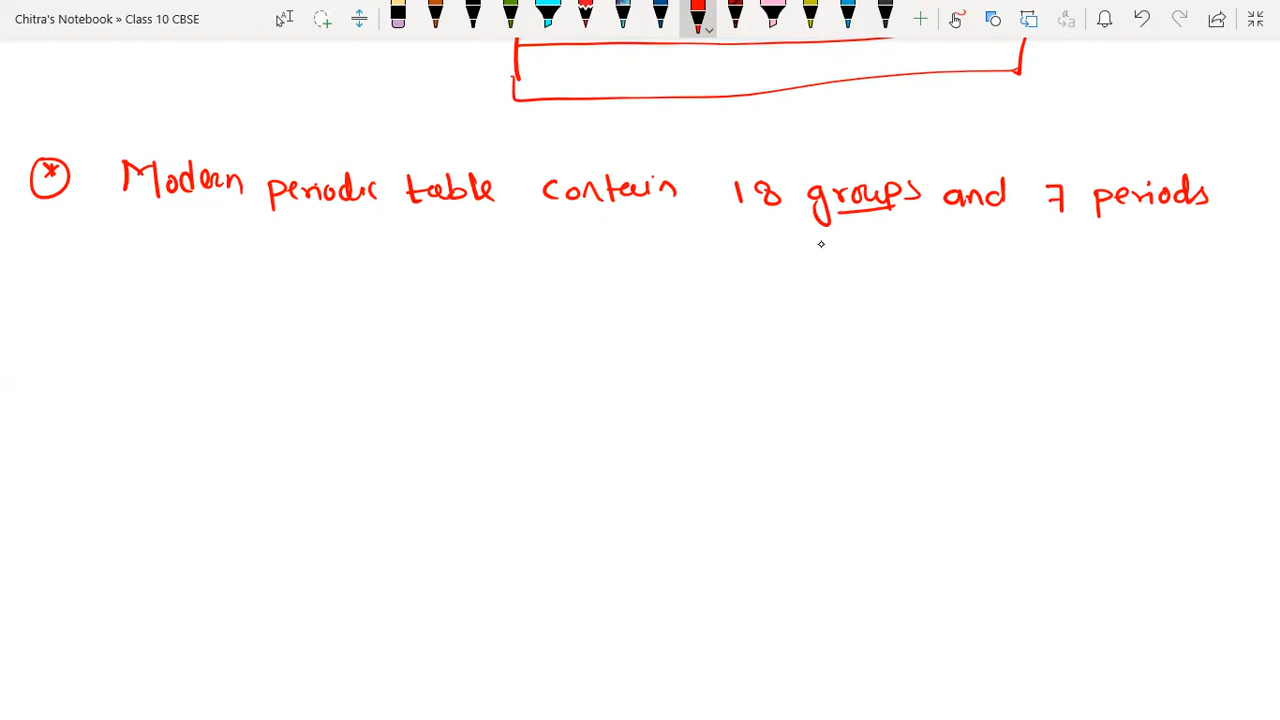 Chitra's Notebook » Class 10 CBSE
* Modern periodic table contain 18 groups and 7 periods